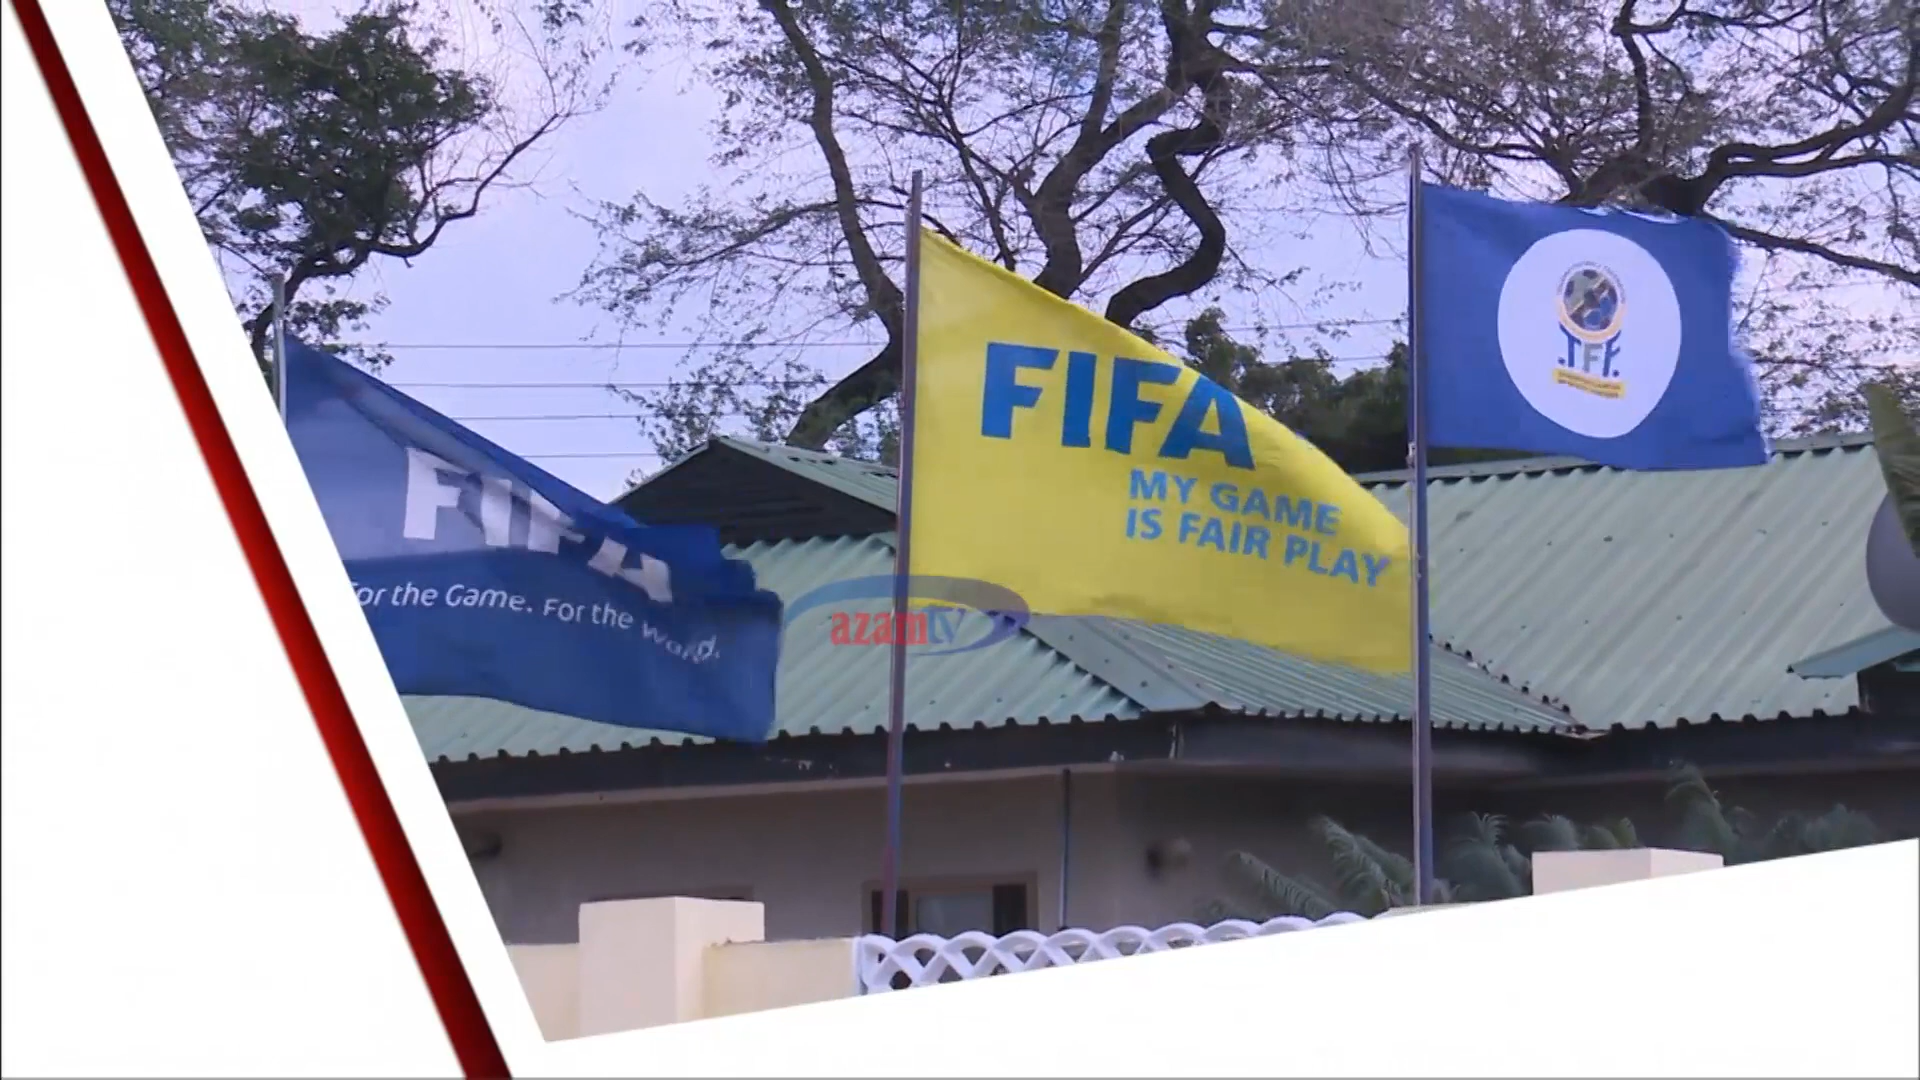 FIFA
For the Game. For the World.
FIFA
MY GAME
IS FAIR PLAY
TFF
azamtv